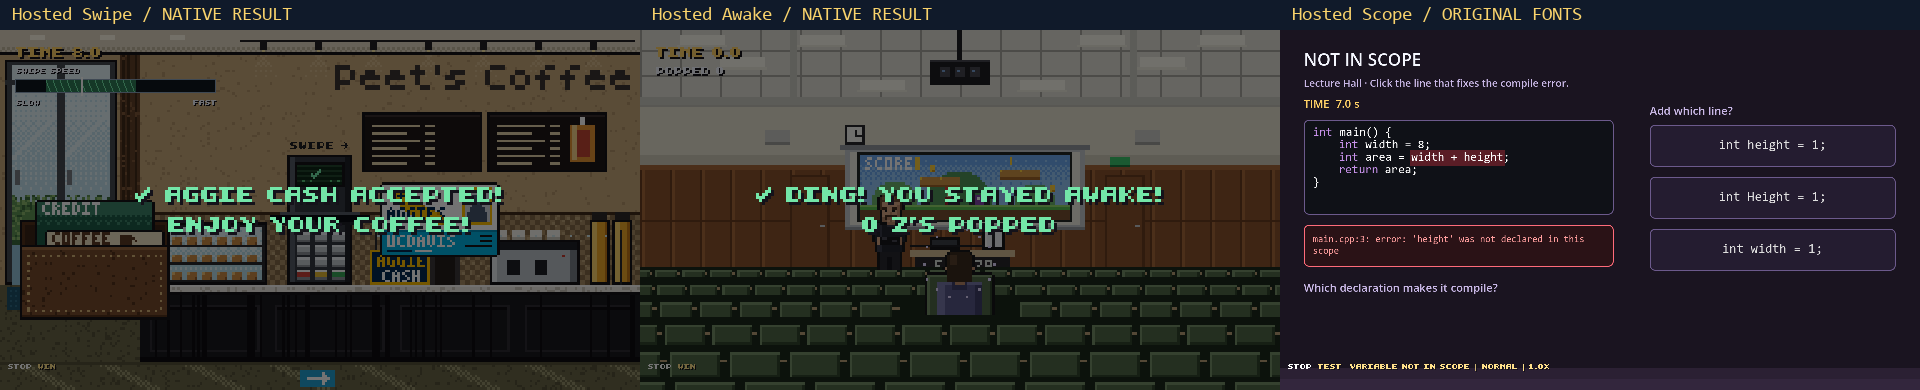 Hosted Swipe / NATIVE RESULT
TIME 8.0
SWIPE SPEED
SLOW
FAST
Peet's Coffee
SWIPE →
✓ AGGIE CASH ACCEPTED!
ENJOY YOUR COFFEE!
CREDIT
COFFEE
UCDAVIS
AGGIE
CASH
STOP WIN
Hosted Awake / NATIVE RESULT
TIME 0.0
POPPED 0
SCORE
✓ DING! YOU STAYED AWAKE!
0 Z'S POPPED
STOP WIN
Hosted Scope / ORIGINAL FONTS
NOT IN SCOPE
Lecture Hall · Click the line that fixes the compile error.
TIME 7.0 s
int main() {
int width = 8;
int area = width + height;
return area;
}
main.cpp:3: error: 'height' was not declared in this
scope
Which declaration makes it compile?
Add which line?
int height = 1;
int Height = 1;
int width = 1;
STOP TEST VARIABLE NOT IN SCOPE | NORMAL | 1.0X